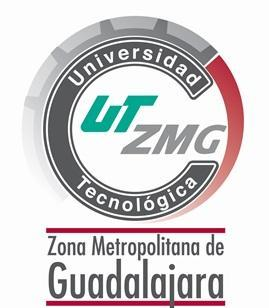 Universidad
UT
ZMG
Tecnológica
Zona Metropolitana de
Guadalajara